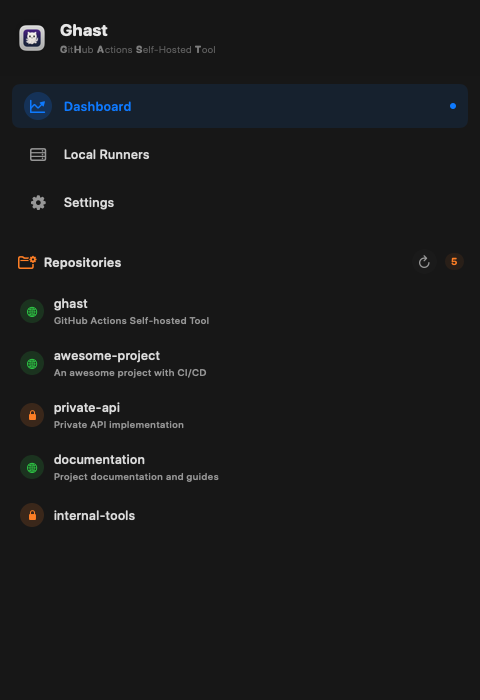 Ghast
GitHub Actions Self-Hosted Tool
Dashboard
Local Runners
Settings
Repositories
5
ghast
GitHub Actions Self-hosted Tool
awesome-project
An awesome project with CI/CD
private-api
Private API implementation
documentation
Project documentation and guides
internal-tools